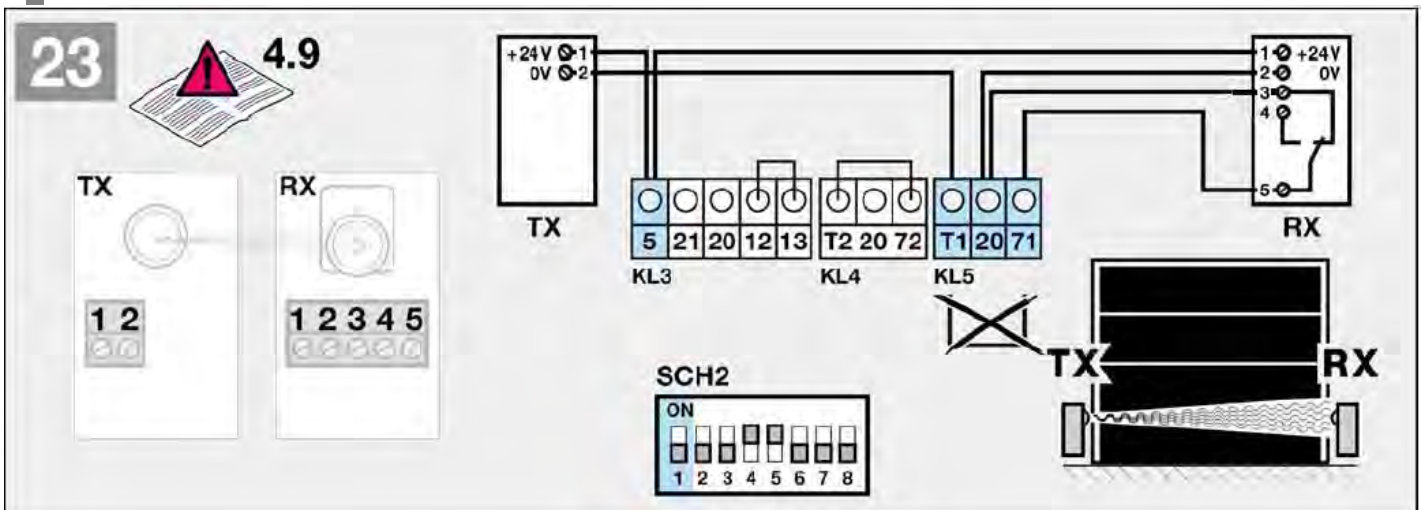 23
4.9
+24V 1
0V 2
TX
1 +24V
2 0V
3
4
5
RX
TX
1 2
RX
1 2 3 4 5
5 21 20 12 13
KL3
T2 20 72
KL4
T1 20 71
KL5
SCH2
ON
1 2 3 4 5 6 7 8
TX
RX